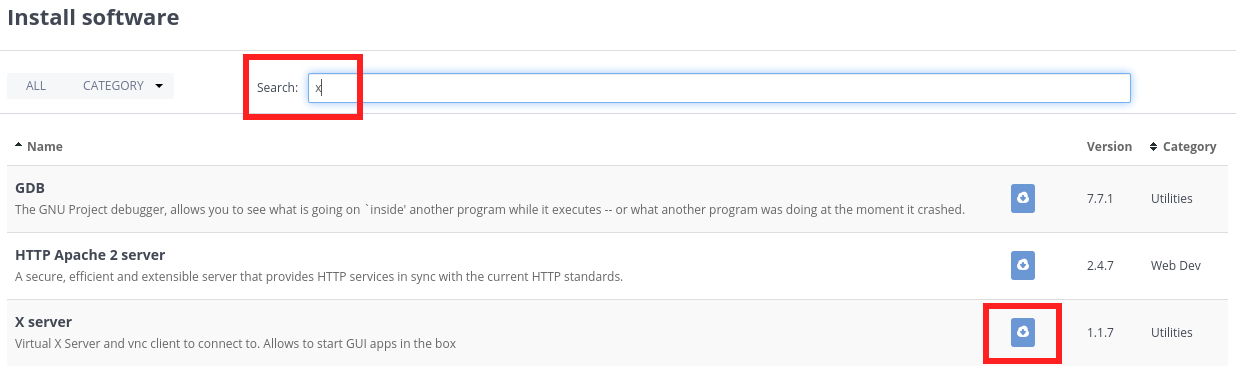 Install software
ALL CATEGORY Search: x
Name Version Category
GDB
The GNU Project debugger, allows you to see what is going on `inside' another program while it executes -- or what another program was doing at the moment it crashed.
7.7.1 Utilities
HTTP Apache 2 server
A secure, efficient and extensible server that provides HTTP services in sync with the current HTTP standards.
2.4.7 Web Dev
X server
Virtual X Server and vnc client to connect to. Allows to start GUI apps in the box
1.1.7 Utilities